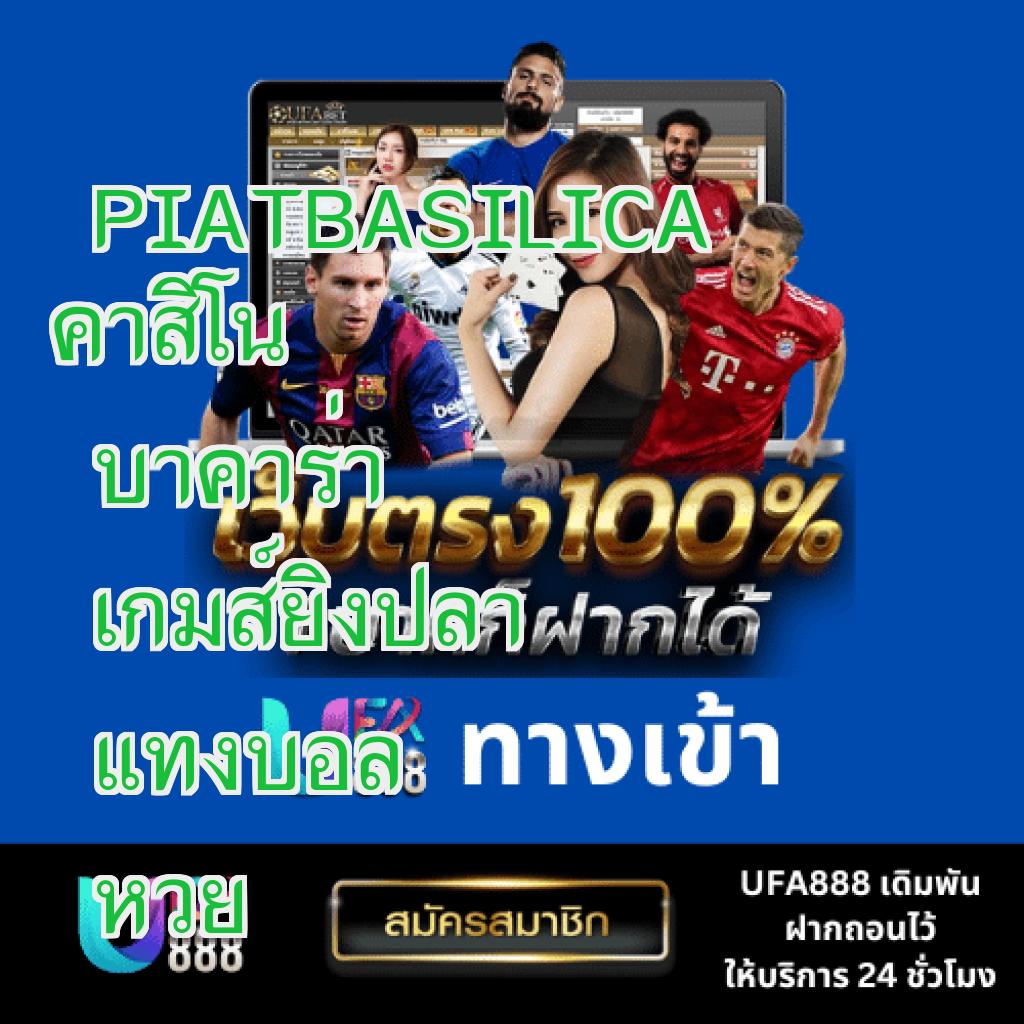 UFABET
PIATBASILICA
คาสิโน
QATAR
บาคาร่า
เว็บตรง100%
เกมส์ยิงปลา
ก็ฝากได้
แทงบอล
ทางเข้า
หวย
888
สมัครสมาชิก
UFA888 เดิมพัน
ฝากถอนไว้
ให้บริการ 24 ชั่วโมง